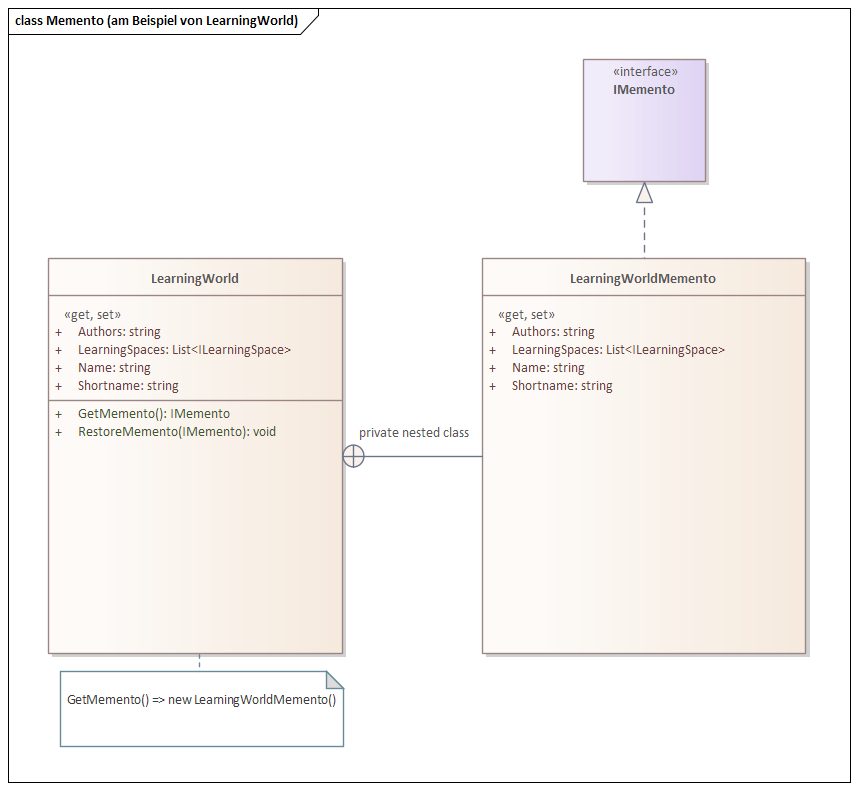 class Memento (am Beispiel von LearningWorld)
«interface»
IMemento
LearningWorld
«get, set»
+ Authors: string
+ LearningSpaces: List<ILearningSpace>
+ Name: string
+ Shortname: string
+ GetMemento(): IMemento
+ RestoreMemento(IMemento): void
private nested class
LearningWorldMemento
«get, set»
+ Authors: string
+ LearningSpaces: List<ILearningSpace>
+ Name: string
+ Shortname: string
GetMemento() => new LearningWorldMemento()